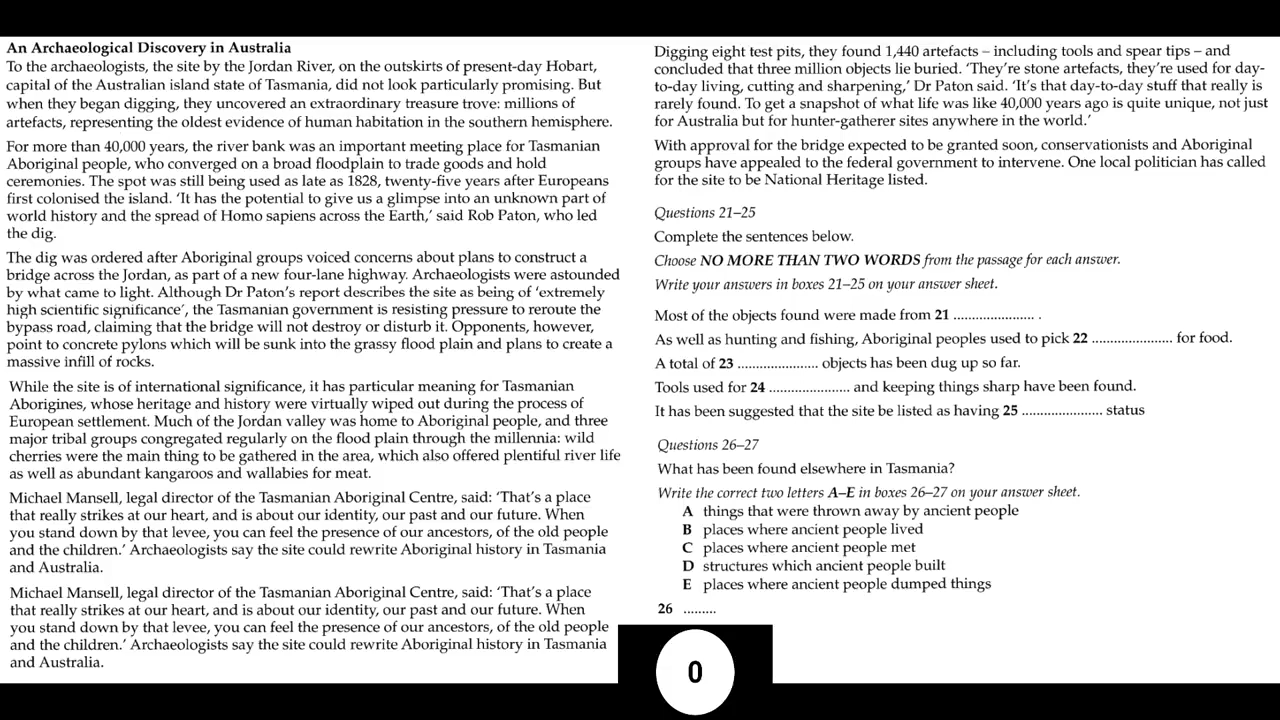 An Archaeological Discovery in Australia
To the archaeologists, the site by the Jordan River, on the outskirts of present-day Hobart,
capital of the Australian island state of Tasmania, did not look particularly promising. But
when they began digging, they uncovered an extraordinary treasure trove: millions of
artefacts, representing the oldest evidence of human habitation in the southern hemisphere.
For more than 40,000 years, the river bank was an important meeting place for Tasmanian
Aboriginal people, who converged on a broad floodplain to trade goods and hold
ceremonies. The spot was still being used as late as 1828, twenty-five years after Europeans
first colonised the island. 'It has the potential to give us a glimpse into an unknown part of
world history and the spread of Homo sapiens across the Earth,' said Rob Paton, who led
the dig.
The dig was ordered after Aboriginal groups voiced concerns about plans to construct a
bridge across the Jordan, as part of a new four-lane highway. Archaeologists were astounded
by what came to light. Although Dr Paton's report describes the site as being of 'extremely
high scientific significance', the Tasmanian government is resisting pressure to reroute the
bypass road, claiming that the bridge will not destroy or disturb it. Opponents, however,
point to concrete pylons which will be sunk into the grassy flood plain and plans to create a
massive infill of rocks.
While the site is of international significance, it has particular meaning for Tasmanian
Aborigines, whose heritage and history were virtually wiped out during the process of
European settlement. Much of the Jordan valley was home to Aboriginal people, and three
major tribal groups congregated regularly on the flood plain through the millennia: wild
cherries were the main thing to be gathered in the area, which also offered plentiful river life
as well as abundant kangaroos and wallabies for meat.
Michael Mansell, legal director of the Tasmanian Aboriginal Centre, said: 'That's a place
that really strikes at our heart, and is about our identity, our past and our future. When
you stand down by that levee, you can feel the presence of our ancestors, of the old people
and the children.' Archaeologists say the site could rewrite Aboriginal history in Tasmania
and Australia.
Michael Mansell, legal director of the Tasmanian Aboriginal Centre, said: 'That's a place
that really strikes at our heart, and is about our identity, our past and our future. When
you stand down by that levee, you can feel the presence of our ancestors, of the old people
and the children.' Archaeologists say the site could rewrite Aboriginal history in Tasmania
and Australia.
Digging eight test pits, they found 1,440 artefacts – including tools and spear tips – and
concluded that three million objects lie buried. 'They're stone artefacts, they're used for day-
to-day living, cutting and sharpening,' Dr Paton said. 'It's that day-to-day stuff that really is
rarely found. To get a snapshot of what life was like 40,000 years ago is quite unique, not just
for Australia but for hunter-gatherer sites anywhere in the world.'
With approval for the bridge expected to be granted soon, conservationists and Aboriginal
groups have appealed to the federal government to intervene. One local politician has called
for the site to be National Heritage listed.
Questions 21–25
Complete the sentences below.
Choose NO MORE THAN TWO WORDS from the passage for each answer.
Write your answers in boxes 21–25 on your answer sheet.
Most of the objects found were made from 21 ..................... .
As well as hunting and fishing, Aboriginal peoples used to pick 22 ..................... for food.
A total of 23 ..................... objects has been dug up so far.
Tools used for 24 ..................... and keeping things sharp have been found.
It has been suggested that the site be listed as having 25 ..................... status
Questions 26–27
What has been found elsewhere in Tasmania?
Write the correct two letters A–E in boxes 26–27 on your answer sheet.
A things that were thrown away by ancient people
B places where ancient people lived
C places where ancient people met
D structures which ancient people built
E places where ancient people dumped things
26 .........
0